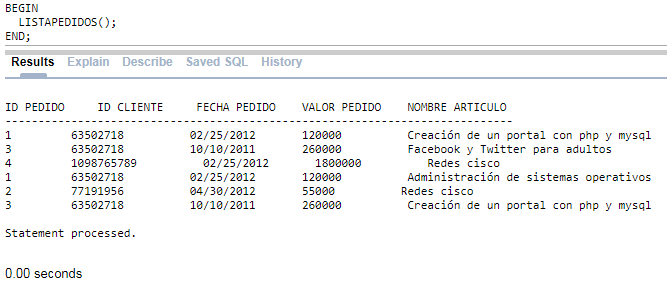 BEGIN
LISTAPEDIDOS();
END;
Results Explain Describe Saved SQL History
ID PEDIDO ID CLIENTE FECHA PEDIDO VALOR PEDIDO NOMBRE ARTICULO
-----------------------------------------------------------------------------
1 63502718 02/25/2012 120000 Creación de un portal con php y mysql
3 63502718 10/10/2011 260000 Facebook y Twitter para adultos
4 1098765789 02/25/2012 1800000 Redes cisco
1 63502718 02/25/2012 120000 Administración de sistemas operativos
2 77191956 04/30/2012 55000 Redes cisco
3 63502718 10/10/2011 260000 Creación de un portal con php y mysql
Statement processed.
0.00 seconds